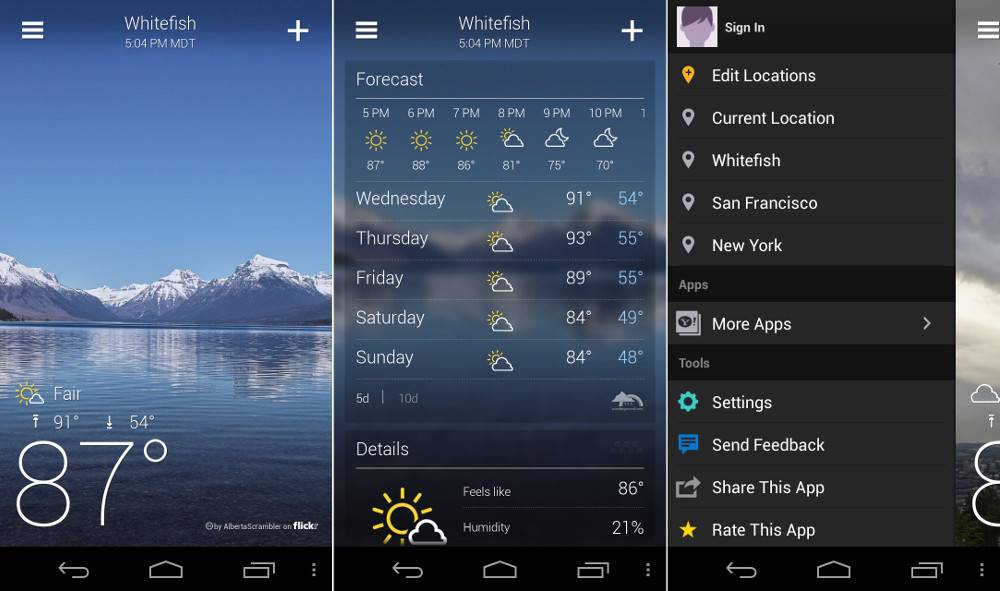 Whitefish
5:04 PM MDT
Fair
91° 54°
87°
by AlbertaScrambler on flickr
Whitefish
5:04 PM MDT
Forecast
5 PM 6 PM 7 PM 8 PM 9 PM 10 PM 1
87° 88° 86° 81° 75° 70°
Wednesday 91° 54°
Thursday 93° 55°
Friday 89° 55°
Saturday 84° 49°
Sunday 84° 48°
5d | 10d
Details
Feels like 86°
Humidity 21%
Sign In
Edit Locations
Current Location
Whitefish
San Francisco
New York
Apps
Y! More Apps
Tools
Settings
Send Feedback
Share This App
Rate This App
8